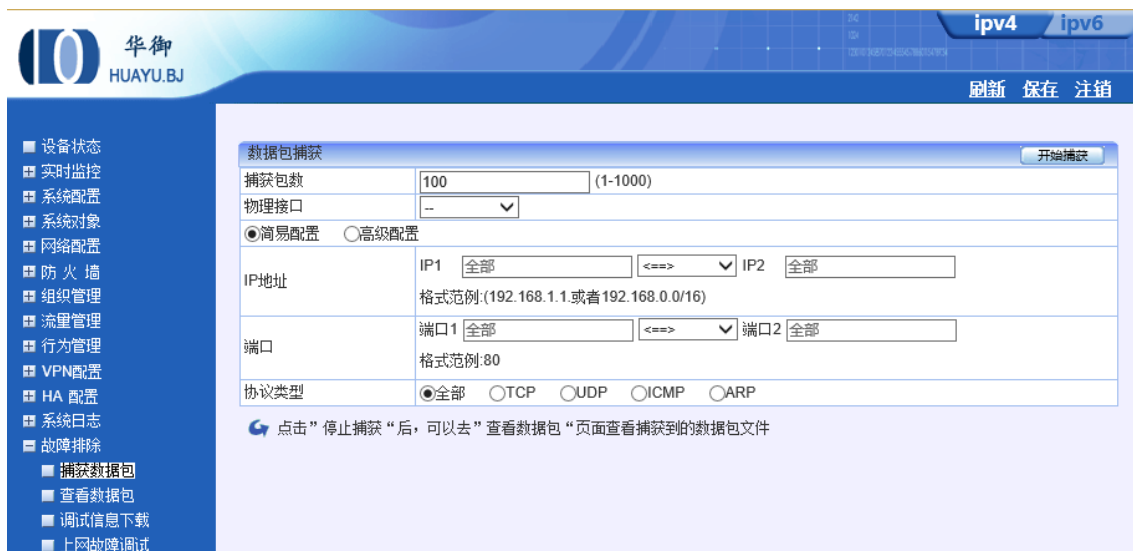 华御
HUAYU.BJ
ipv4 ipv6
刷新 保存 注销
设备状态
实时监控
系统配置
系统对象
网络配置
防 火 墙
组织管理
流量管理
行为管理
VPN配置
HA 配置
系统日志
故障排除
捕获数据包
查看数据包
调试信息下载
上网故障调试
数据包捕获 开始捕获
捕获包数 100 (1-1000)
物理接口 --
简易配置 高级配置
IP地址 IP1 全部 <==> IP2 全部
格式范例:(192.168.1.1.或者192.168.0.0/16)
端口 端口1 全部 <==> 端口2 全部
格式范例:80
协议类型 全部 TCP UDP ICMP ARP
点击”停止捕获“后，可以去”查看数据包“页面查看捕获到的数据包文件